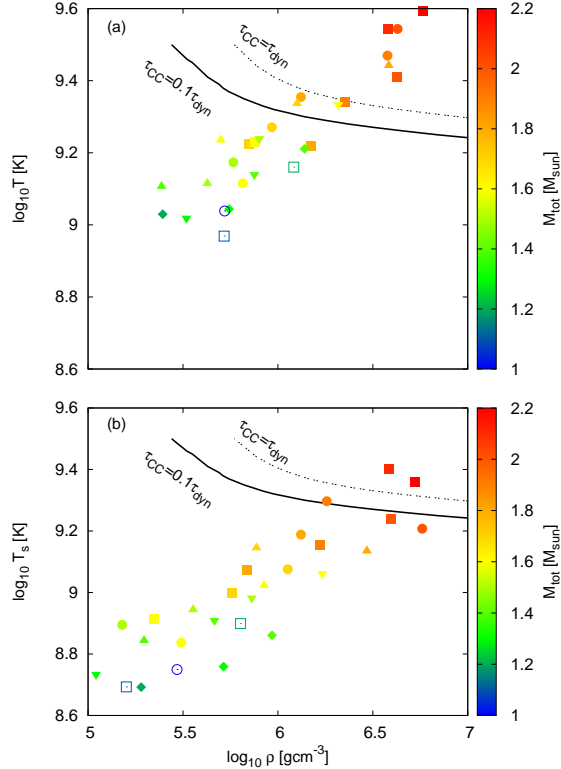 (a)
9.6
9.4
9.2
9
8.8
8.6
log10T [K]
τCC=0.1τdyn
τCC=τdyn
2.2
2
1.8
1.6
1.4
1.2
1
Mtot [Msun]
(b)
9.6
9.4
9.2
9
8.8
8.6
log10 Ts [K]
τCC=0.1τdyn
τCC=τdyn
5
5.5
6
6.5
7
log10 ρ [gcm-3]
2.2
2
1.8
1.6
1.4
1.2
1
Mtot [Msun]